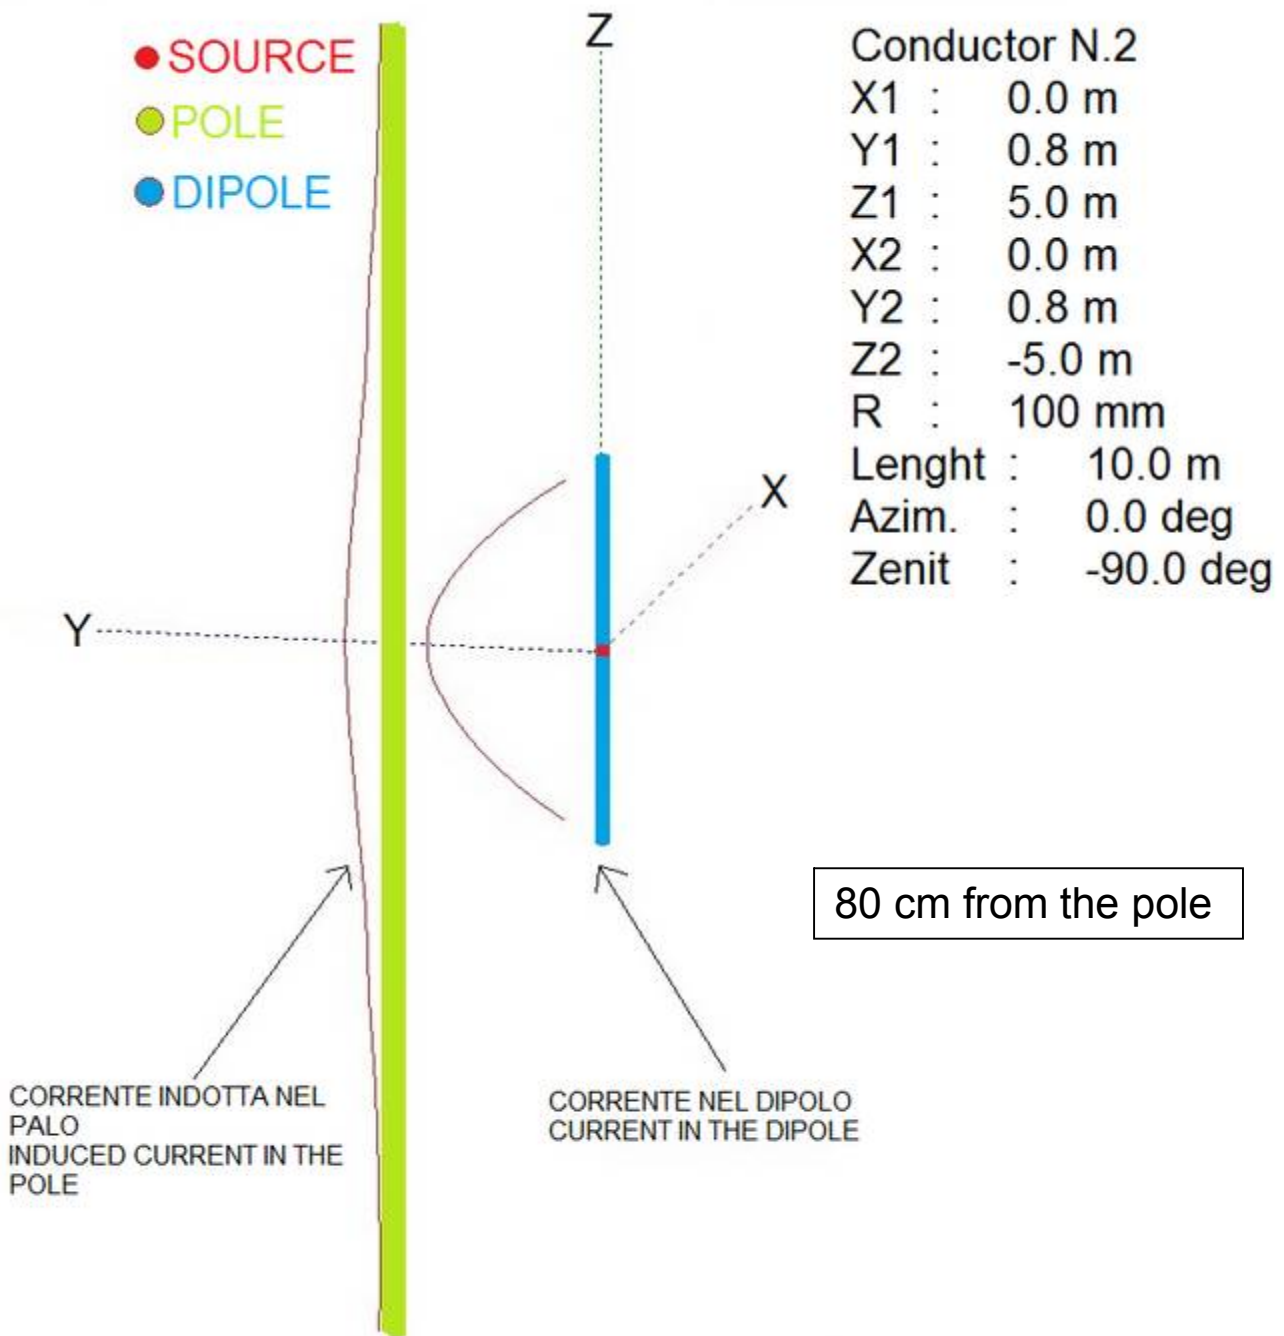 SOURCE
POLE
DIPOLE
Z
X
Y
Conductor N.2
X1 : 0.0 m
Y1 : 0.8 m
Z1 : 5.0 m
X2 : 0.0 m
Y2 : 0.8 m
Z2 : -5.0 m
R : 100 mm
Lenght : 10.0 m
Azim. : 0.0 deg
Zenit : -90.0 deg
80 cm from the pole
CORRENTE INDOTTA NEL
PALO
INDUCED CURRENT IN THE
POLE
CORRENTE NEL DIPOLO
CURRENT IN THE DIPOLE